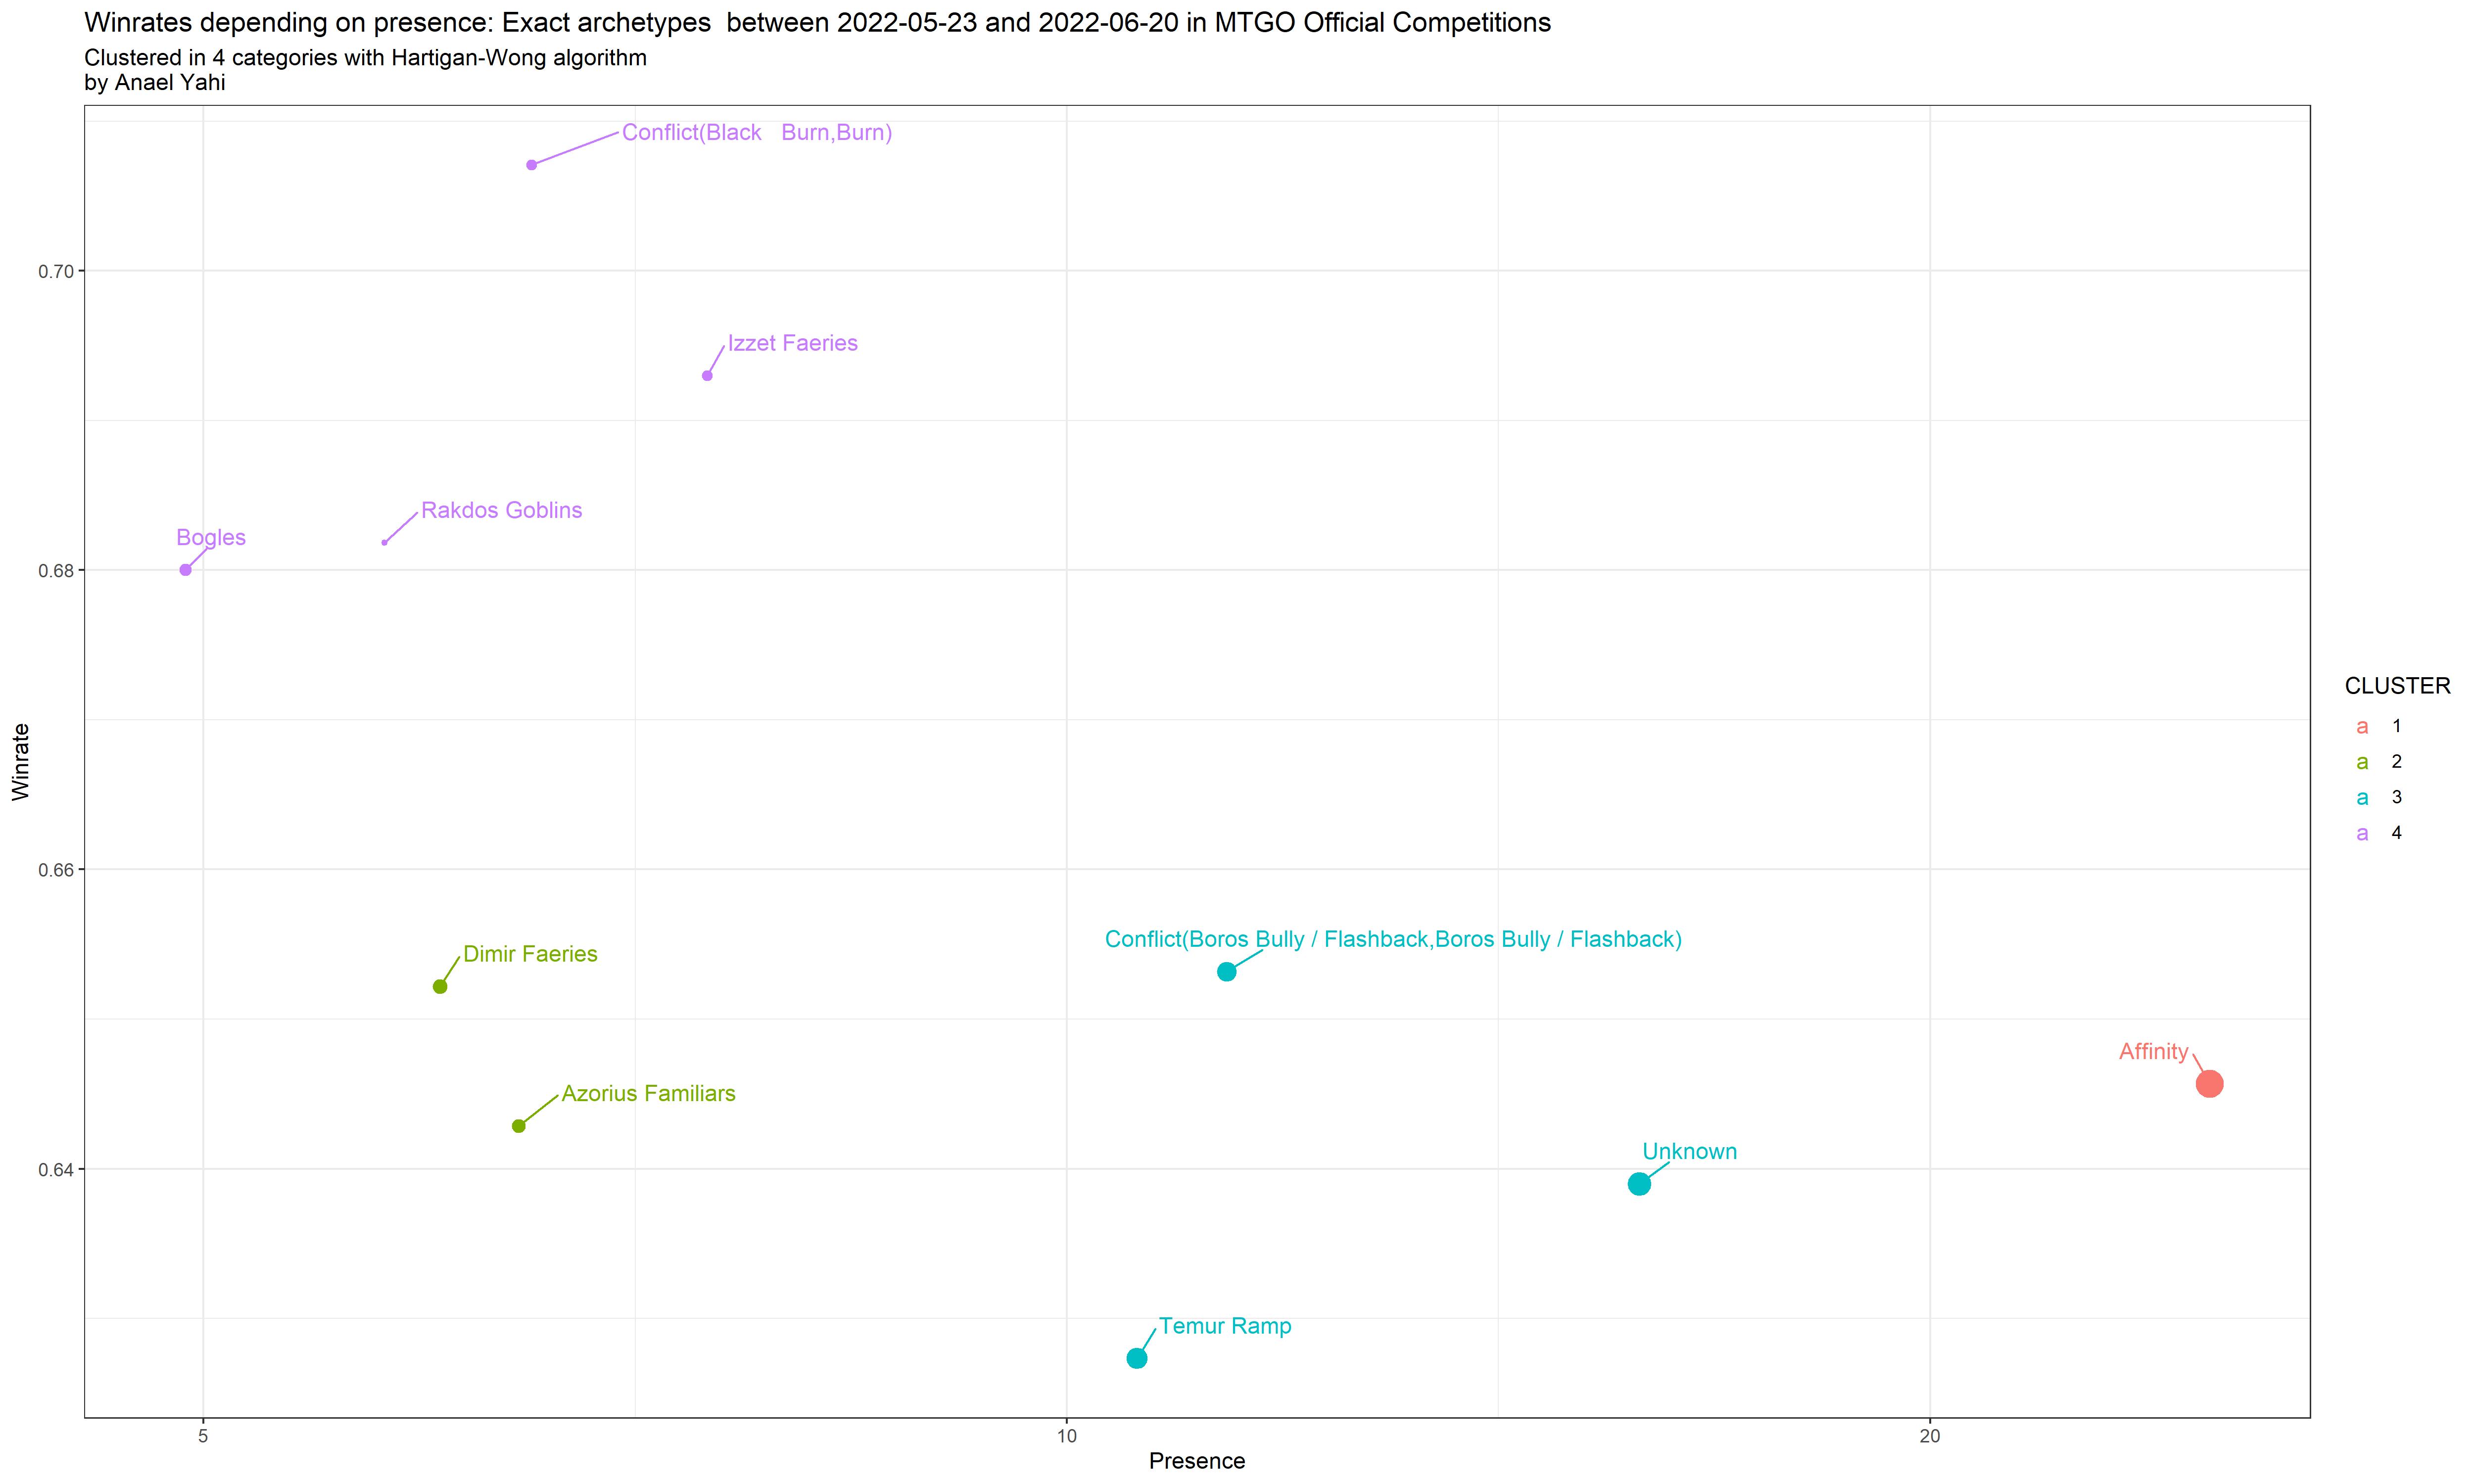 Winrates depending on presence: Exact archetypes  between 2022-05-23 and 2022-06-20 in MTGO Official Competitions
Clustered in 4 categories with Hartigan-Wong algorithm
by Anael Yahi
Conflict(Black   Burn,Burn)
0.70
Izzet Faeries
Rakdos Goblins
Bogles
0.68
CLUSTER
a 1
a 2
a 3
a 4
Winrate
0.66
Conflict(Boros Bully / Flashback,Boros Bully / Flashback)
Dimir Faeries
Affinity
Azorius Familiars
Unknown
0.64
Temur Ramp
5
10
20
Presence